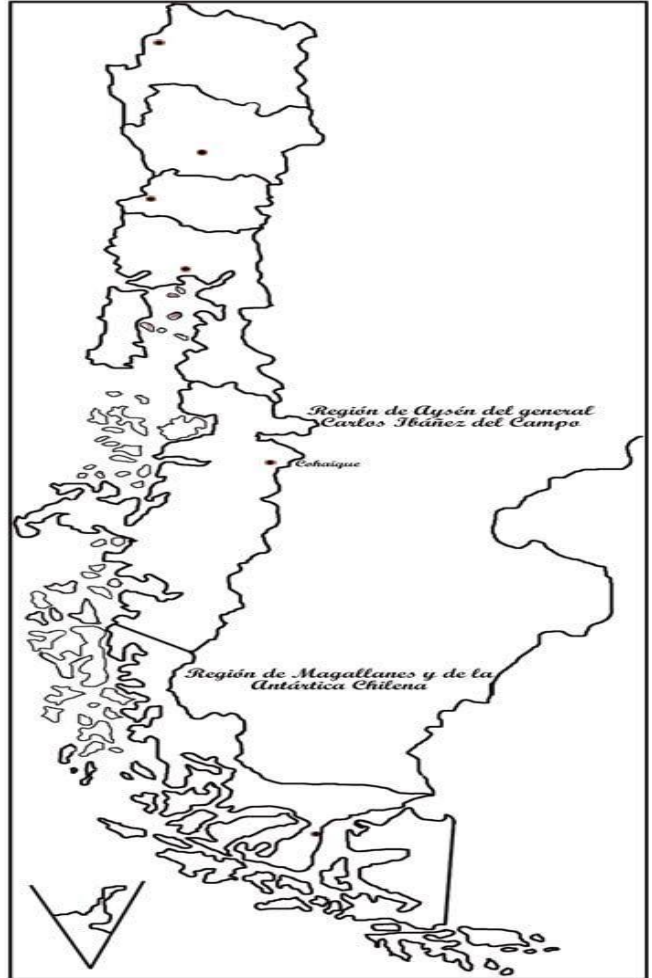 Región de Aysén del general
Carlos Ibáñez del Campo
Cohaique
Región de Magallanes y de la
Antártica Chilena